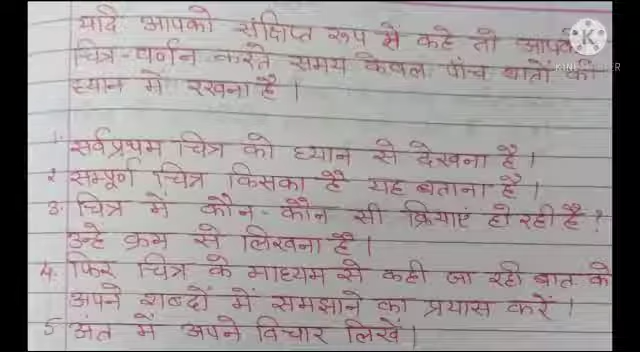 यदि आपको संक्षिप्त रूप से कहे तो आपको
चित्र-वर्णन करते समय केवल पांच बातों को
ध्यान में रखना है।
1. सर्वप्रथम चित्र को ध्यान से देखना है।
2. सम्पूर्ण चित्र किसका है यह बताना है।
3. चित्र में कौन-कौन सी क्रियाएं हो रही है?
उन्हे क्रम से लिखना है।
4. फिर चित्र के माध्यम से कही जा रही बात को
अपने शब्दों में समझाने का प्रयास करें।
5. अंत में अपने विचार लिखें।